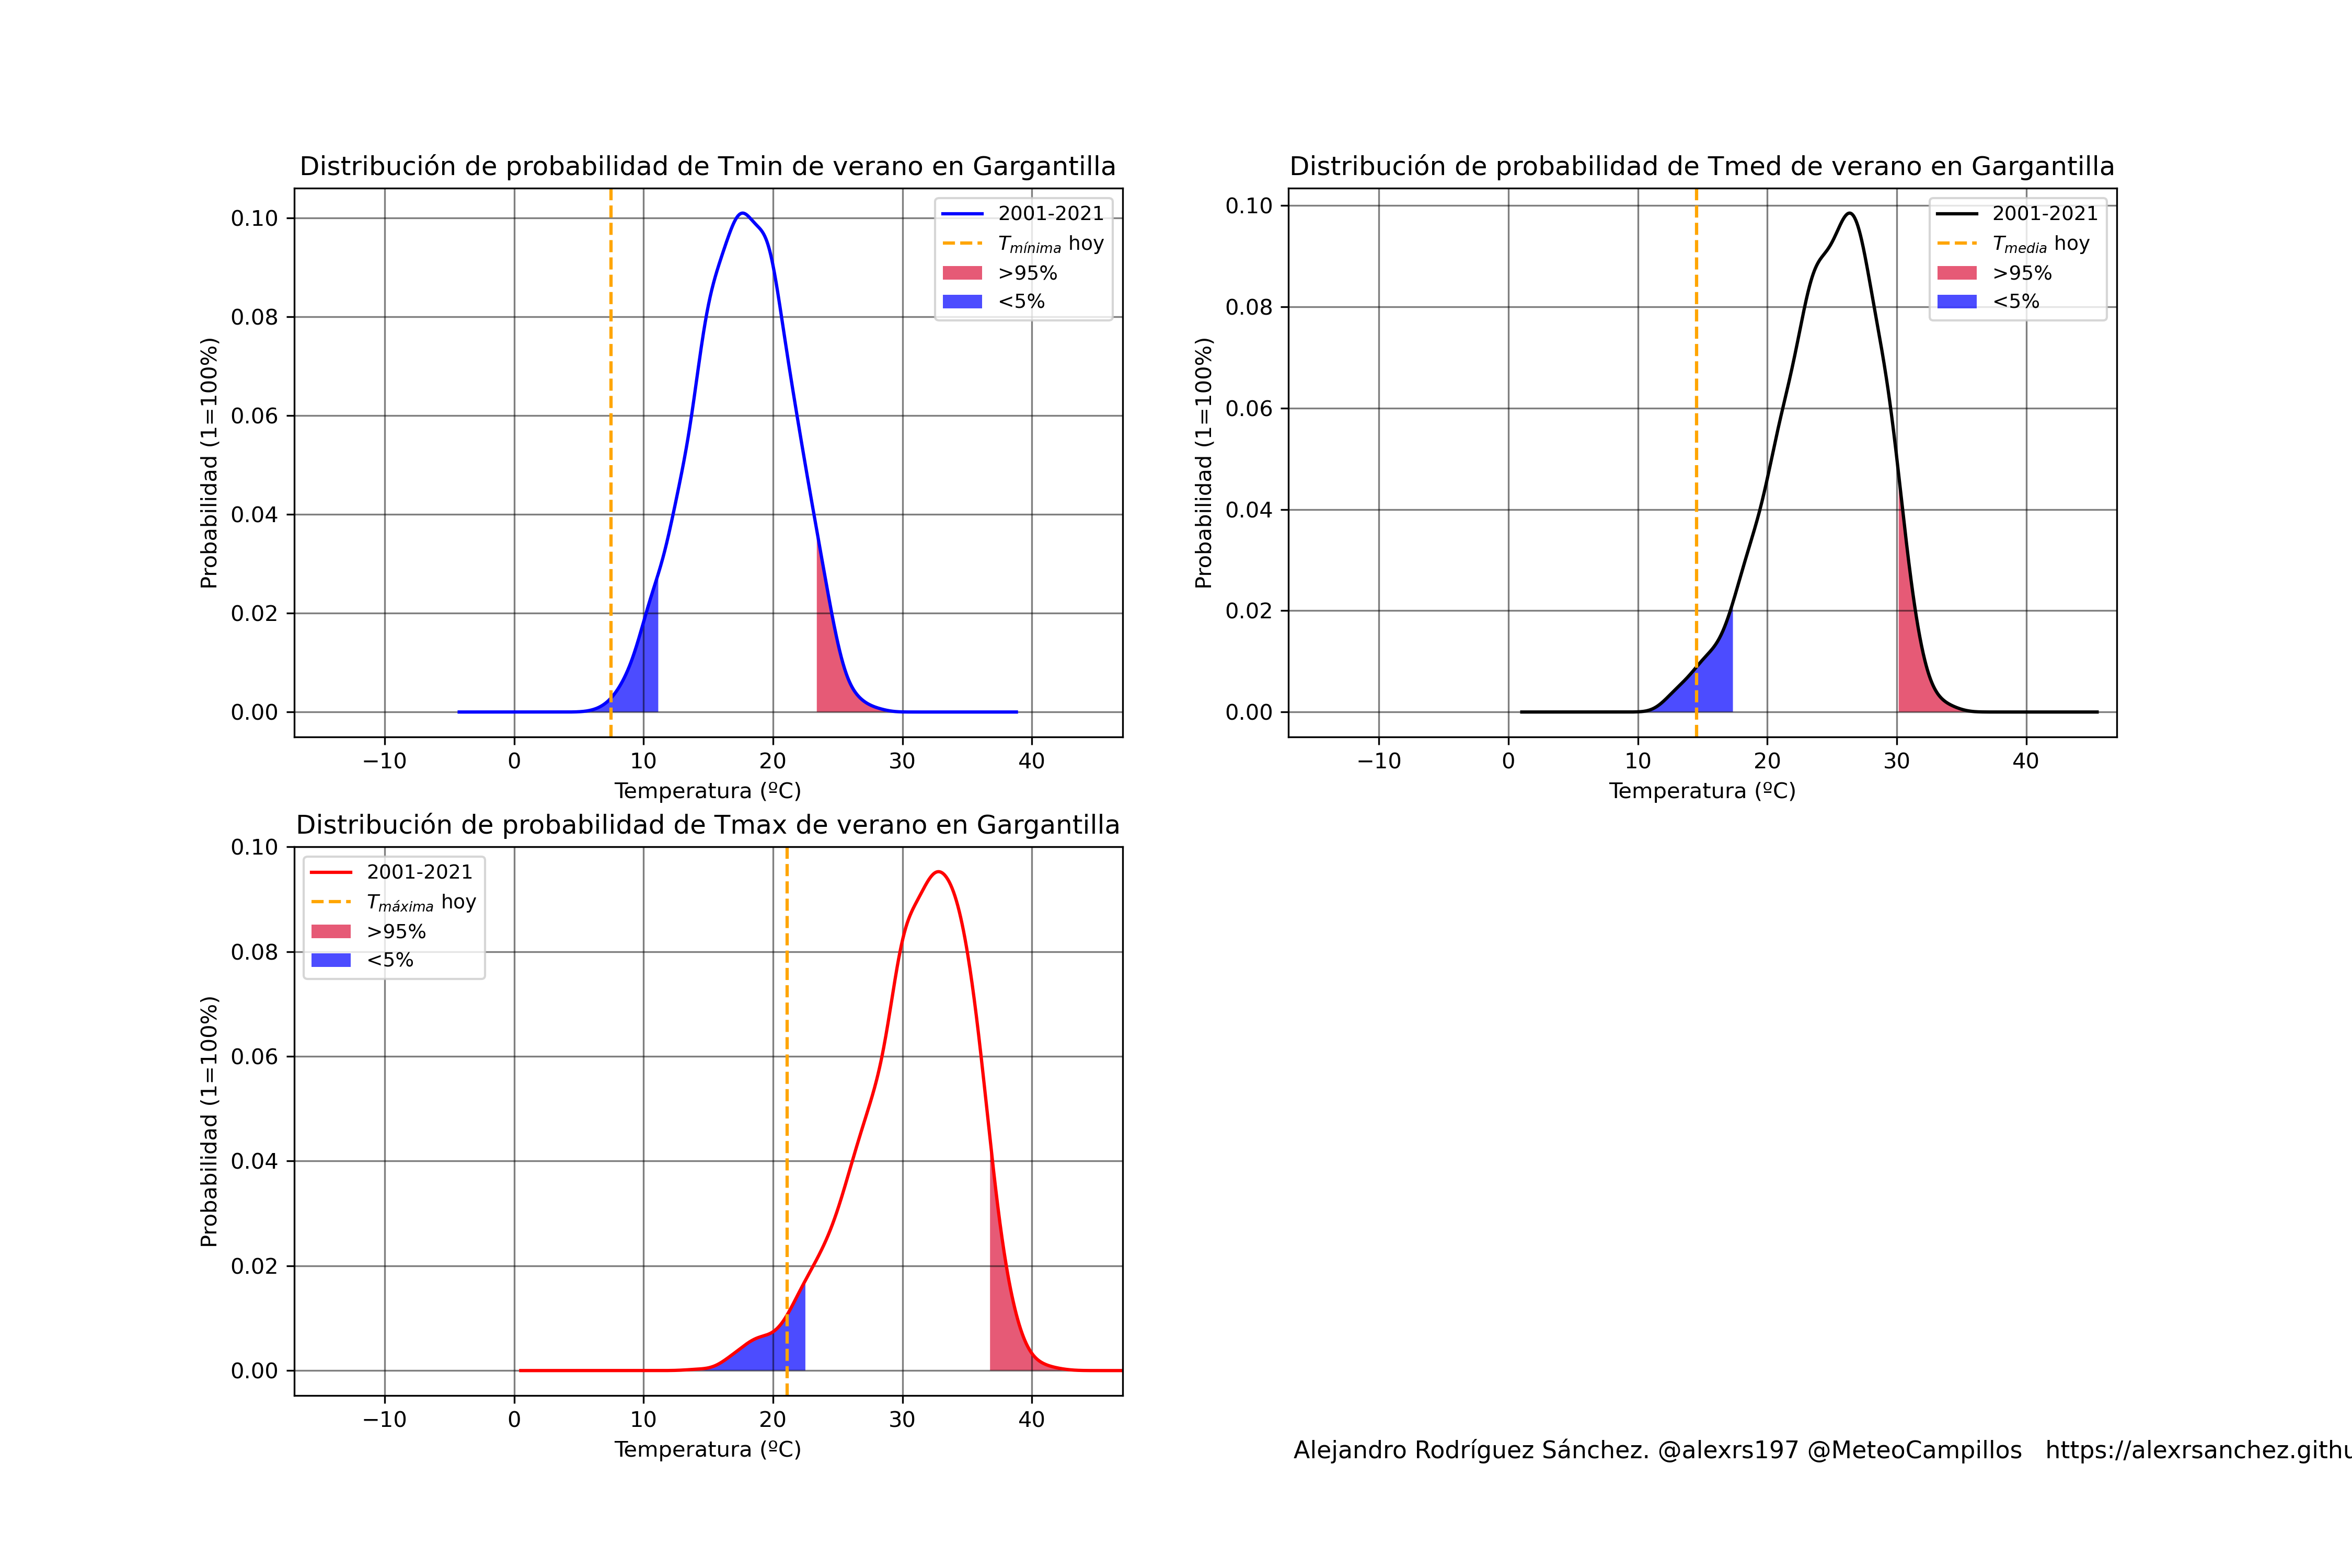 Distribución de probabilidad de Tmin de verano en Gargantilla
Probabilidad (1=100%)
0.10
0.08
0.06
0.04
0.02
0.00
2001-2021
Tmínima hoy
>95%
<5%
−10 0 10 20 30 40
Temperatura (ºC)
Distribución de probabilidad de Tmed de verano en Gargantilla
Probabilidad (1=100%)
0.10
0.08
0.06
0.04
0.02
0.00
2001-2021
Tmedia hoy
>95%
<5%
−10 0 10 20 30 40
Temperatura (ºC)
Distribución de probabilidad de Tmax de verano en Gargantilla
Probabilidad (1=100%)
0.10
0.08
0.06
0.04
0.02
0.00
2001-2021
Tmáxima hoy
>95%
<5%
−10 0 10 20 30 40
Temperatura (ºC)
Alejandro Rodríguez Sánchez. @alexrs197 @MeteoCampillos https://alexrsanchez.githu